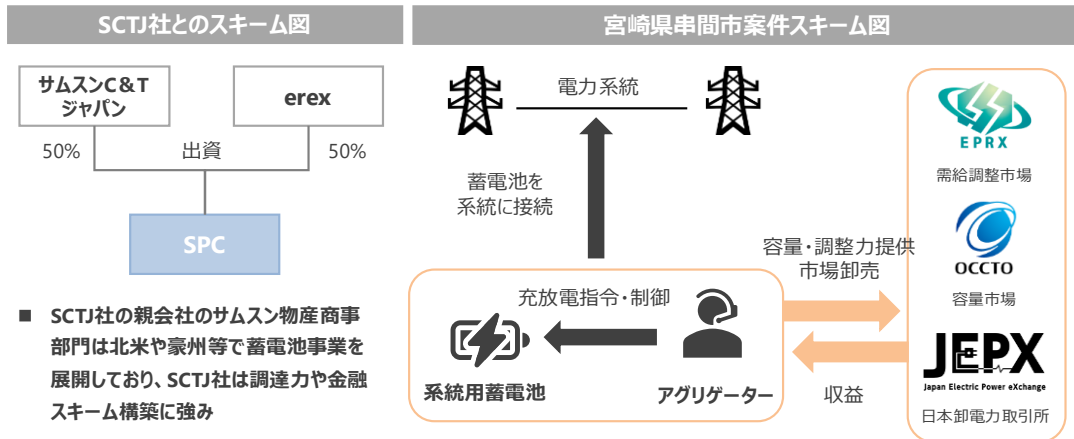 SCTJ社とのスキーム図
サムスンC&T
ジャパン
erex
50%
出資
50%
SPC
■ SCTJ社の親会社のサムスン物産商事
部門は北米や豪州等で蓄電池事業を
展開しており、SCTJ社は調達力や金融
スキーム構築に強み
宮崎県串間市案件スキーム図
電力系統
蓄電池を
系統に接続
充放電指令・制御
系統用蓄電池
アグリゲーター
容量・調整力提供
市場卸売
収益
EPRX
需給調整市場
OCCTO
容量市場
JEPX
Japan Electric Power eXchange
日本卸電力取引所